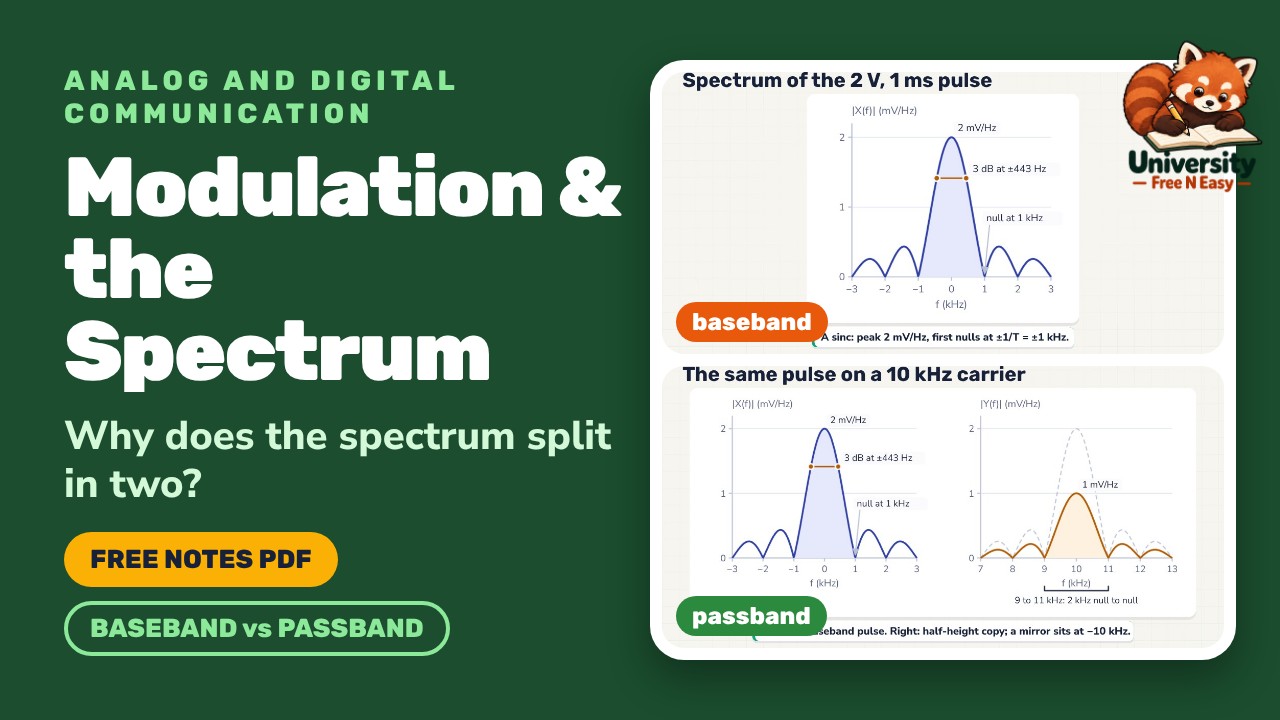 ANALOG AND DIGITAL
COMMUNICATION
Modulation &
the
Spectrum
Why does the spectrum split
in two?
FREE NOTES PDF
BASEBAND vs PASSBAND
Spectrum of the 2 V, 1 ms pulse
|X(f)| (mV/Hz)
2 mV/Hz
3 dB at ±443 Hz
null at 1 kHz
2
1
0
−3 −2 −1 0 1 2 3
f (kHz)
baseband
A sinc: peak 2 mV/Hz, first nulls at ±1/T = ±1 kHz.
The same pulse on a 10 kHz carrier
|X(f)| (mV/Hz)
2 mV/Hz
3 dB at ±443 Hz
null at 1 kHz
2
1
0
−3 −2 −1 0 1 2 3
f (kHz)
|Y(f)| (mV/Hz)
1 mV/Hz
2
1
0
7 8 9 10 11 12 13
f (kHz)
9 to 11 kHz: 2 kHz null to null
passband
pulse. Right: half-height copy; a mirror sits at −10 kHz.
University
Free N Easy